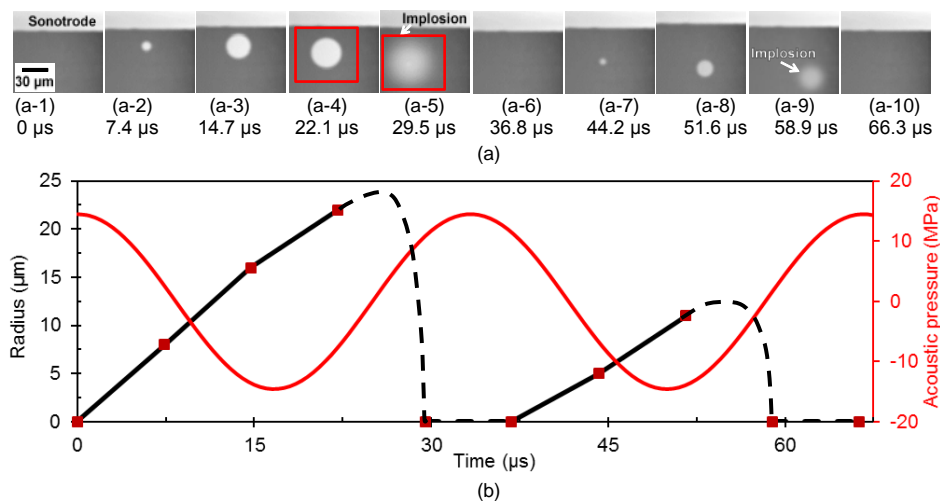 Sonotrode
Implosion
Implosion
30 µm
(a-1) (a-2) (a-3) (a-4) (a-5) (a-6) (a-7) (a-8) (a-9) (a-10)
0 µs 7.4 µs 14.7 µs 22.1 µs 29.5 µs 36.8 µs 44.2 µs 51.6 µs 58.9 µs 66.3 µs
(a)
25
20
15
10
5
0
Radius (µm)
20
10
0
-10
-20
Acoustic pressure (MPa)
0 15 30 45 60
Time (µs)
(b)